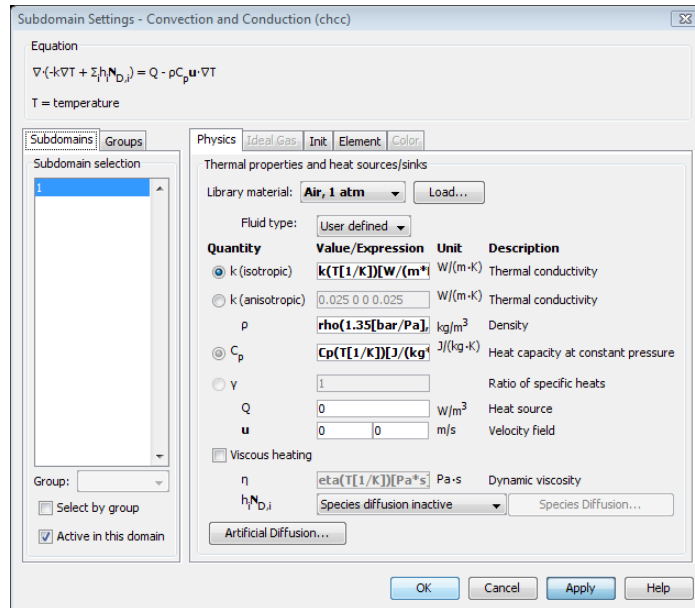 Subdomain Settings - Convection and Conduction (chcc)
Equation
∇·(-k∇T + Σᵢhᵢ𝐍D,i) = Q - ρCp𝐮·∇T
T = temperature
Subdomains Groups
Subdomain selection
1
Group:
Select by group
Active in this domain
Physics Ideal Gas Init Element Color
Thermal properties and heat sources/sinks
Library material: Air, 1 atm Load...
Fluid type: User defined
Quantity Value/Expression Unit Description
k (isotropic) k(T[1/K])[W/(m* W/(m·K) Thermal conductivity
k (anisotropic) 0.025 0 0 0.025 W/(m·K) Thermal conductivity
ρ rho(1.35[bar/Pa], kg/m³ Density
Cp Cp(T[1/K])[J/(kg* J/(kg·K) Heat capacity at constant pressure
γ 1 Ratio of specific heats
Q 0 W/m³ Heat source
u 0 0 m/s Velocity field
Viscous heating
η eta(T[1/K])[Pa*s] Pa·s Dynamic viscosity
hᵢND,i Species diffusion inactive Species Diffusion...
Artificial Diffusion...
OK Cancel Apply Help